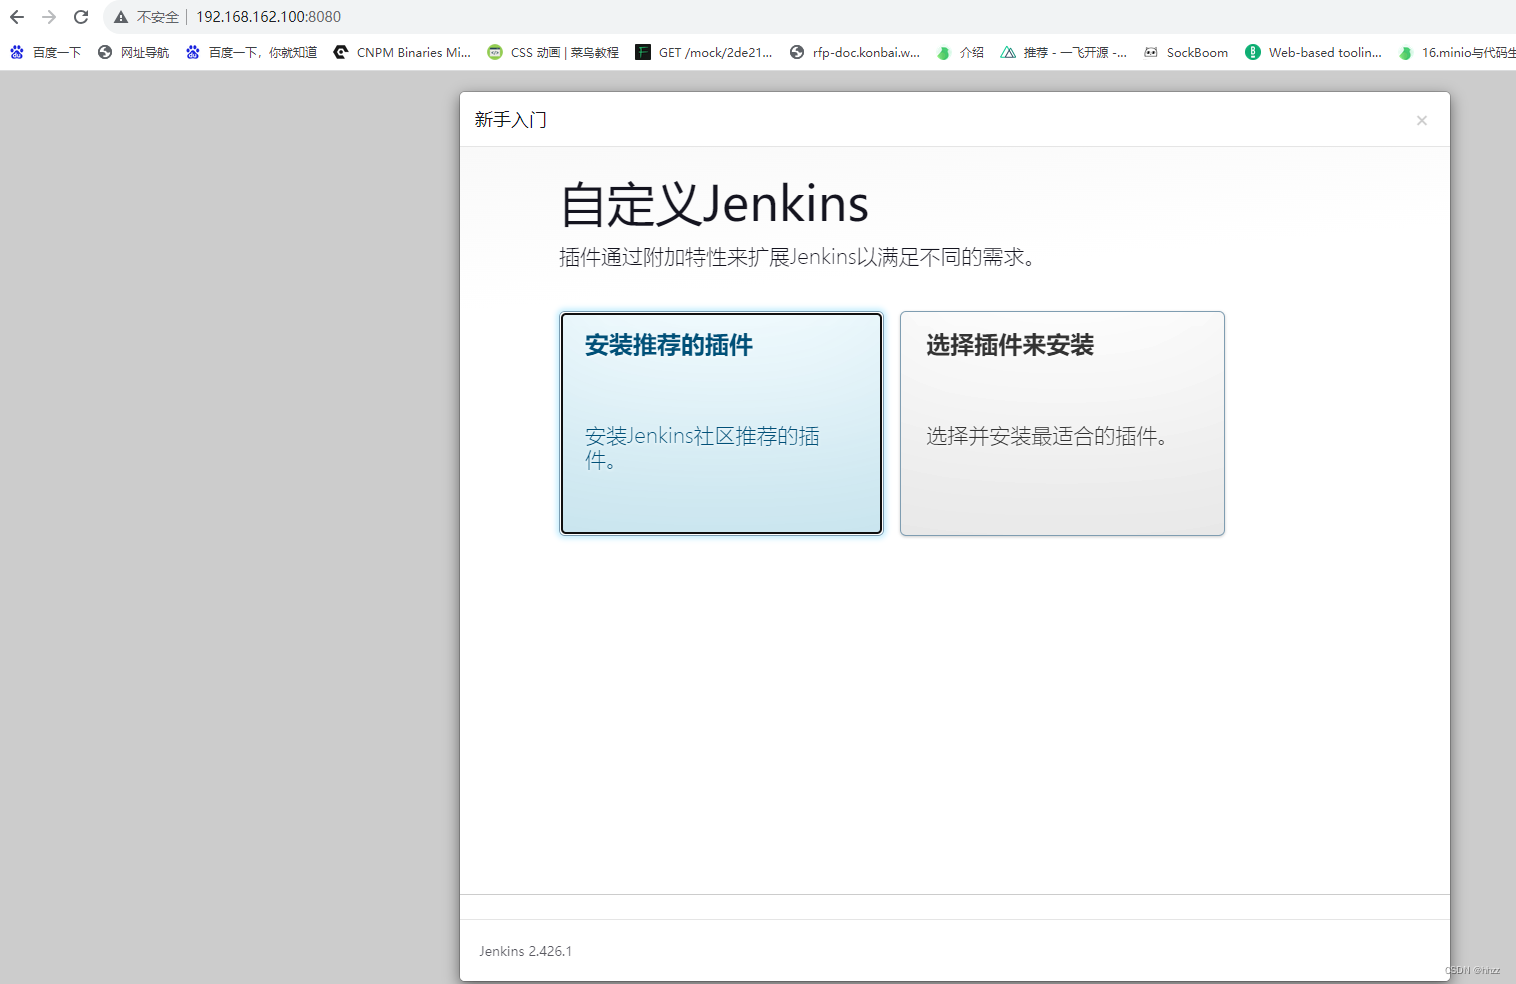 不安全 192.168.162.100:8080
百度一下 网址导航 百度一下，你就知道 CNPM Binaries Mi... CSS 动画 | 菜鸟教程 GET /mock/2de21... rfp-doc.konbai.w... 介绍 推荐 - 一飞开源 -... SockBoom Web-based toolin... 16.minio与代码生
新手入门 ×
自定义Jenkins
插件通过附加特性来扩展Jenkins以满足不同的需求。
安装推荐的插件
安装Jenkins社区推荐的插
件。
选择插件来安装
选择并安装最适合的插件。
Jenkins 2.426.1
CSDN @hhzz